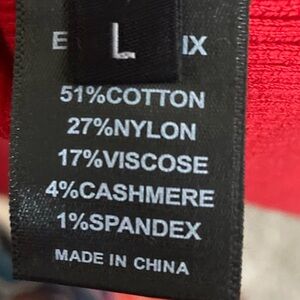 L
51%COTTON
27%NYLON
17%VISCOSE
4%CASHMERE
1%SPANDEX
MADE IN CHINA